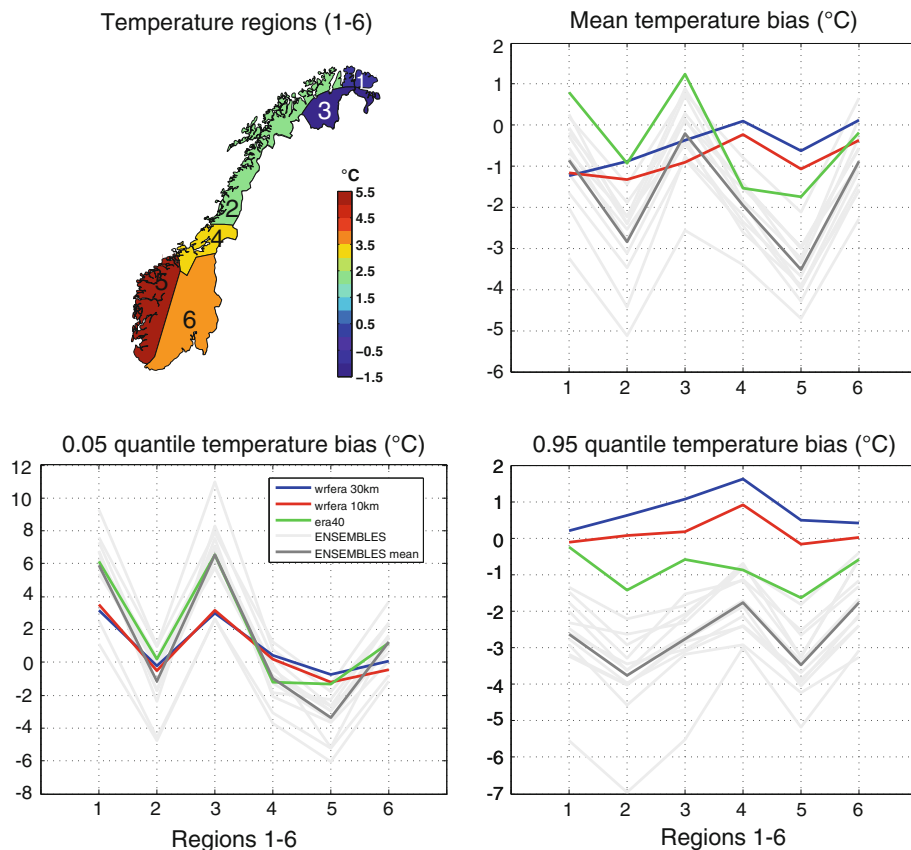 Temperature regions (1-6)
1
3
2
4
5
6
°C
5.5
4.5
3.5
2.5
1.5
0.5
−0.5
−1.5
Mean temperature bias (°C)
2
1
0
-1
-2
-3
-4
-5
-6
1 2 3 4 5 6
0.05 quantile temperature bias (°C)
12
10
8
6
4
2
0
-2
-4
-6
-8
wrfera 30km
wrfera 10km
era40
ENSEMBLES
ENSEMBLES mean
1 2 3 4 5 6
Regions 1-6
0.95 quantile temperature bias (°C)
2
1
0
-1
-2
-3
-4
-5
-6
-7
1 2 3 4 5 6
Regions 1-6